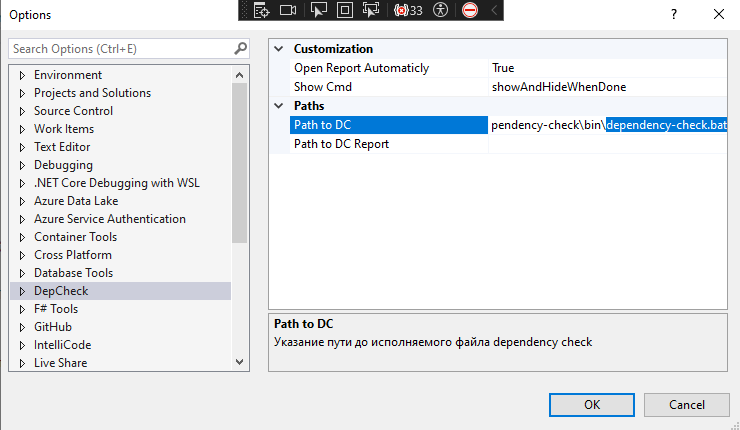 Options
33
?
Search Options (Ctrl+E)
Environment
Projects and Solutions
Source Control
Work Items
Text Editor
Debugging
.NET Core Debugging with WSL
Azure Data Lake
Azure Service Authentication
Container Tools
Cross Platform
Database Tools
DepCheck
F# Tools
GitHub
IntelliCode
Live Share
Customization
Open Report Automaticly True
Show Cmd showAndHideWhenDone
Paths
Path to DC pendency-check\bin\dependency-check.bat
Path to DC Report
Path to DC
Указание пути до исполняемого файла dependency check
OK
Cancel